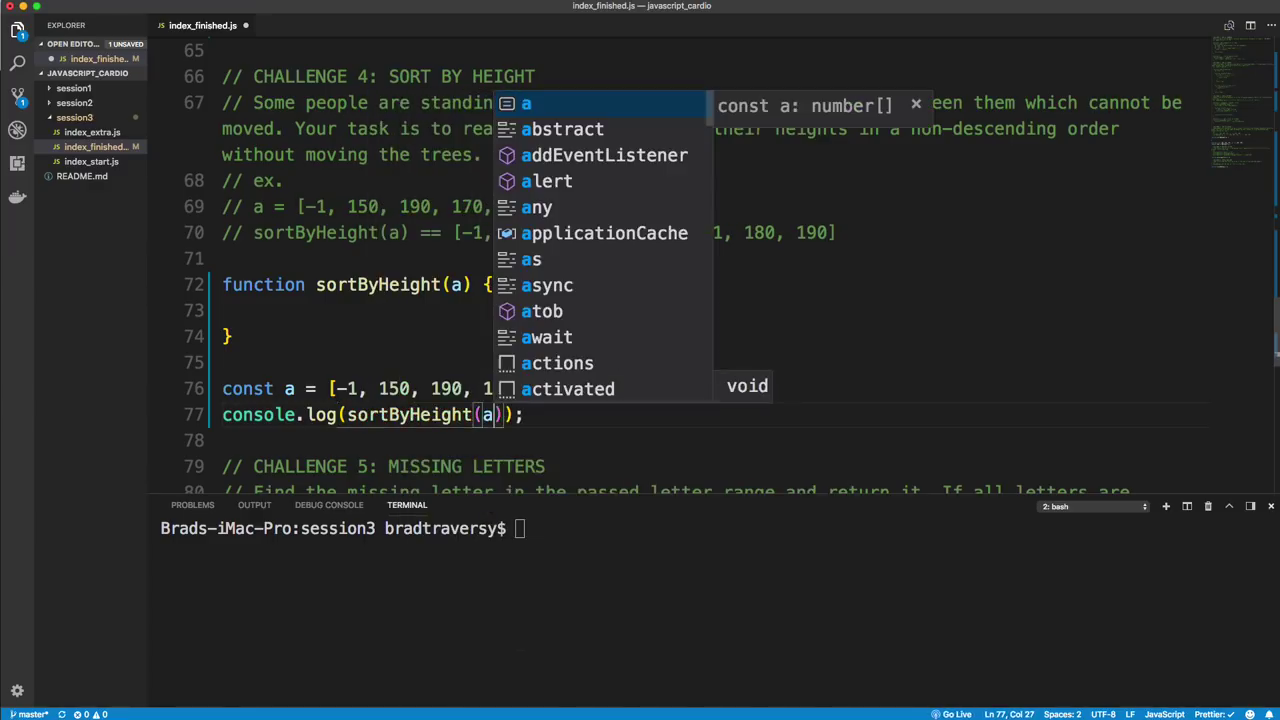 index_finished.js — javascript_cardio
EXPLORER
index_finished.js
OPEN EDITO... 1 UNSAVED
index_finishe... M
JAVASCRIPT_CARDIO
session1
session2
session3
index_extra.js
index_finished... M
index_start.js
README.md
65
66 // CHALLENGE 4: SORT BY HEIGHT
67 // Some people are standin een them which cannot be
moved. Your task is to rea heir heights in a non-descending order
without moving the trees.
68 // ex.
69 // a = [-1, 150, 190, 170,
70 // sortByHeight(a) == [-1, 1, 180, 190]
71
72 function sortByHeight(a) {
73
74 }
75
76 const a = [-1, 150, 190, 1
77 console.log(sortByHeight(a));
78
79 // CHALLENGE 5: MISSING LETTERS
80 // Find the missing letter in the passed letter range and return it. If all letters are
a
abstract
addEventListener
alert
any
applicationCache
as
async
atob
await
actions
activated
const a: number[] ×
void
PROBLEMS OUTPUT DEBUG CONSOLE TERMINAL 2: bash
Brads-iMac-Pro:session3 bradtraversy$
master* 0 0 Go Live Ln 77, Col 27 Spaces: 2 UTF-8 LF JavaScript Prettier: ✓